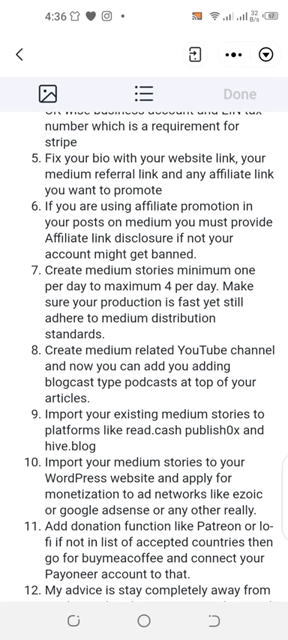 4:36
32
B/s
Done
OR wise business account and EIN tax
number which is a requirement for
stripe
5. Fix your bio with your website link, your
medium referral link and any affiliate link
you want to promote
6. If you are using affiliate promotion in
your posts on medium you must provide
Affiliate link disclosure if not your
account might get banned.
7. Create medium stories minimum one
per day to maximum 4 per day. Make
sure your production is fast yet still
adhere to medium distribution
standards.
8. Create medium related YouTube channel
and now you can add you adding
blogcast type podcasts at top of your
articles.
9. Import your existing medium stories to
platforms like read.cash publish0x and
hive.blog
10. Import your medium stories to your
WordPress website and apply for
monetization to ad networks like ezoic
or google adsense or any other really.
11. Add donation function like Patreon or lo-
fi if not in list of accepted countries then
go for buymeacoffee and connect your
Payoneer account to that.
12. My advice is stay completely away from